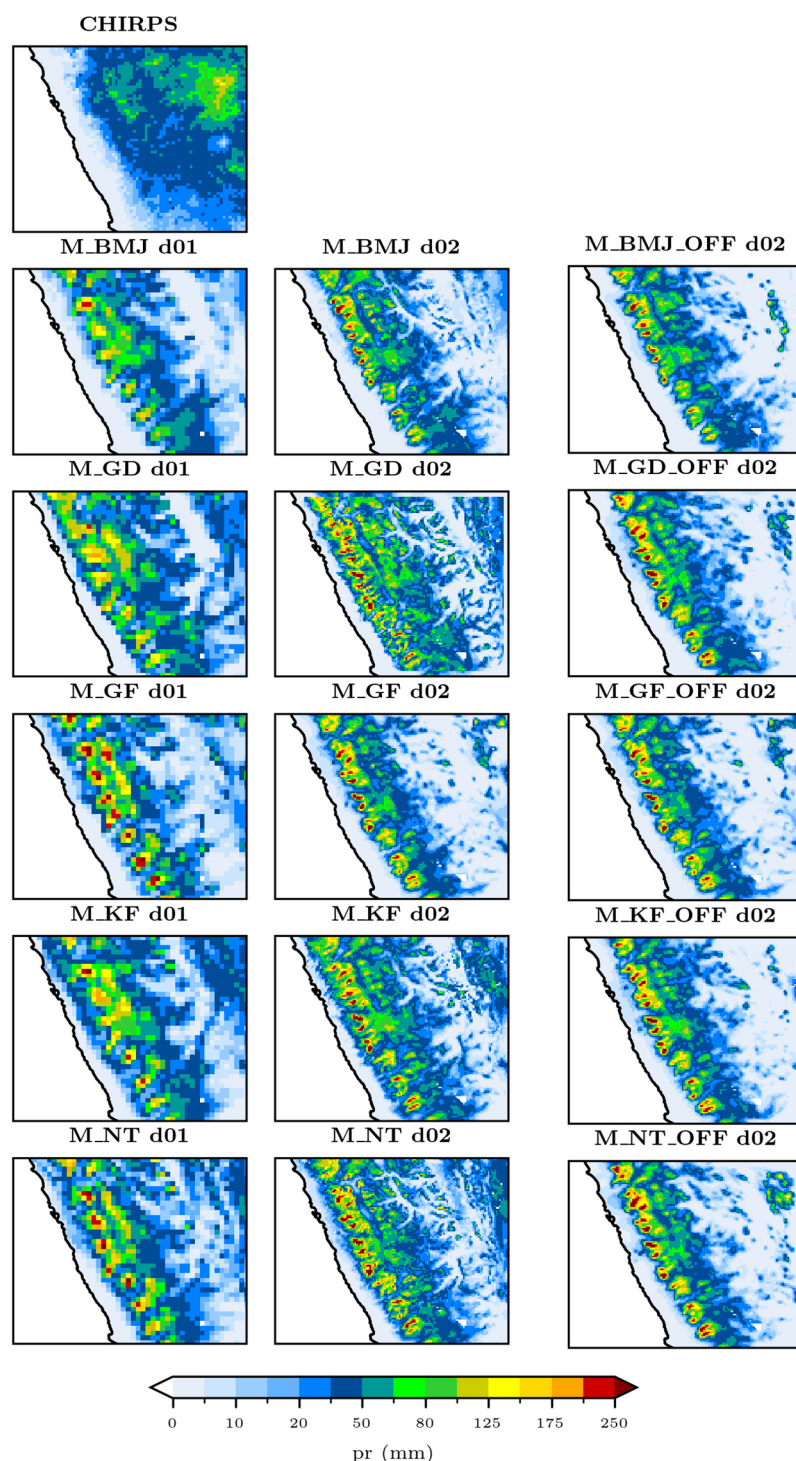 CHIRPS
M_BMJ d01 M_BMJ d02 M_BMJ_OFF d02
M_GD d01 M_GD d02 M_GD_OFF d02
M_GF d01 M_GF d02 M_GF_OFF d02
M_KF d01 M_KF d02 M_KF_OFF d02
M_NT d01 M_NT d02 M_NT_OFF d02
0 10 20 50 80 125 175 250
pr (mm)